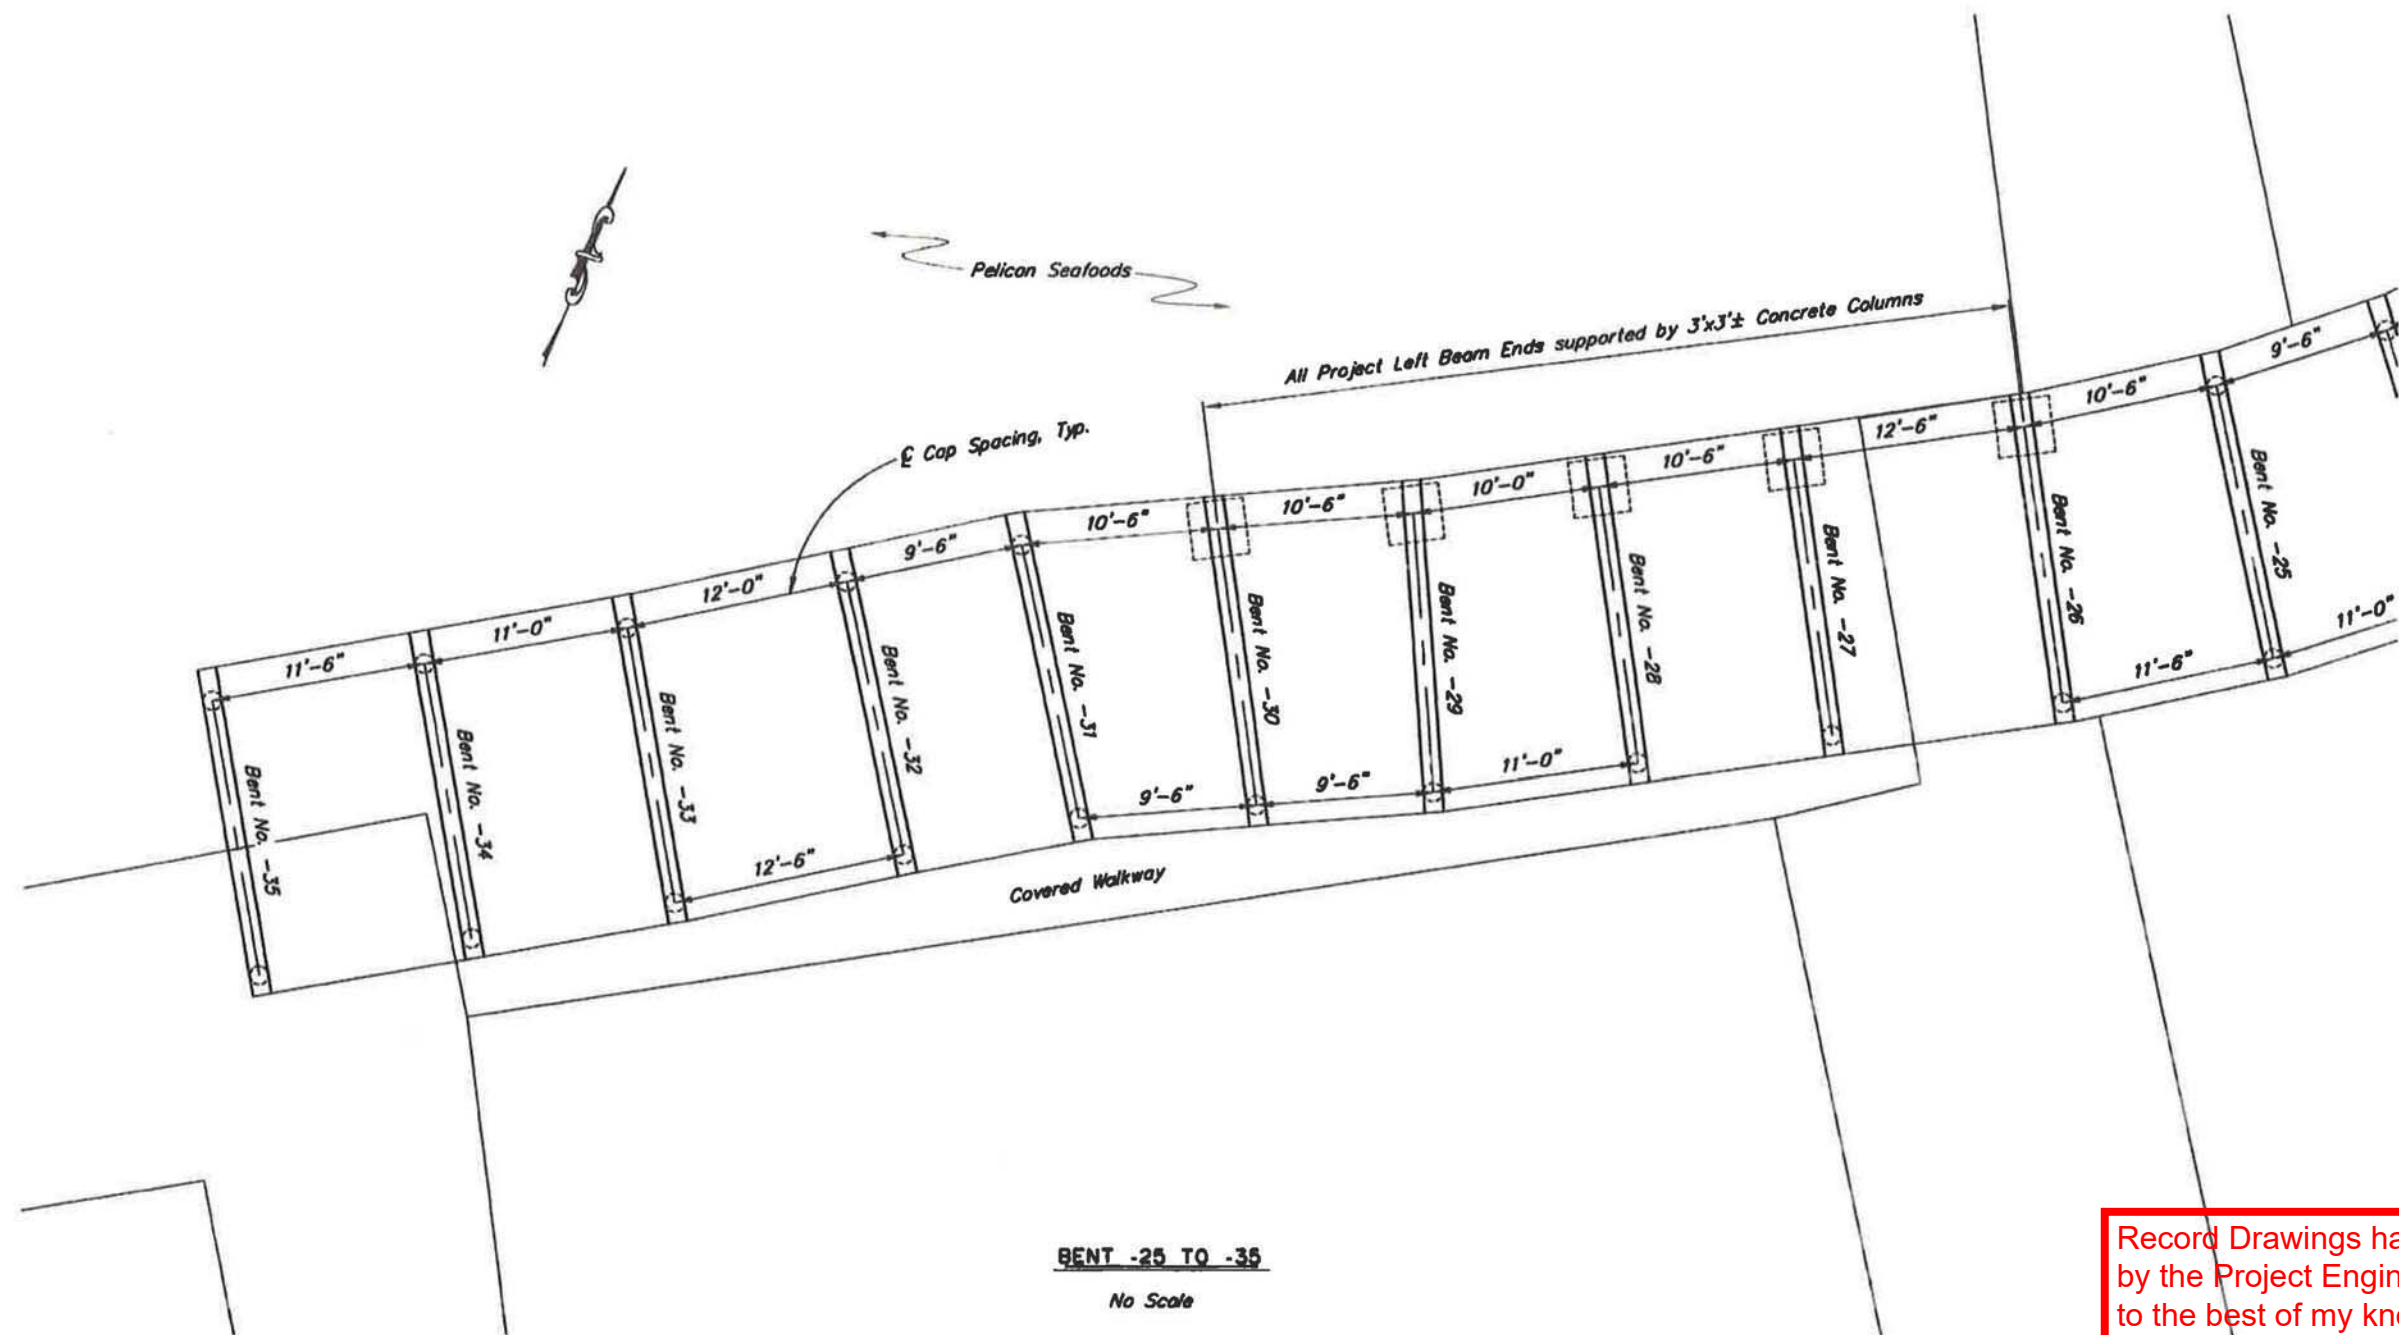 Pelican Seafoods
All Project Left Beam Ends supported by 3'x3'± Concrete Columns
℄ Cap Spacing, Typ.
11'-6"
11'-0"
12'-0"
9'-6"
10'-6"
10'-6"
10'-0"
10'-6"
12'-6"
10'-6"
9'-6"
Bent No. -35
Bent No. -34
Bent No. -33
Bent No. -32
Bent No. -31
Bent No. -30
Bent No. -29
Bent No. -28
Bent No. -27
Bent No. -26
Bent No. -25
12'-6"
9'-6"
9'-6"
11'-0"
11'-6"
11'-0"
Covered Walkway
BENT -25 TO -35
No Scale
Record Drawings ha
by the Project Engin
to the best of my kn